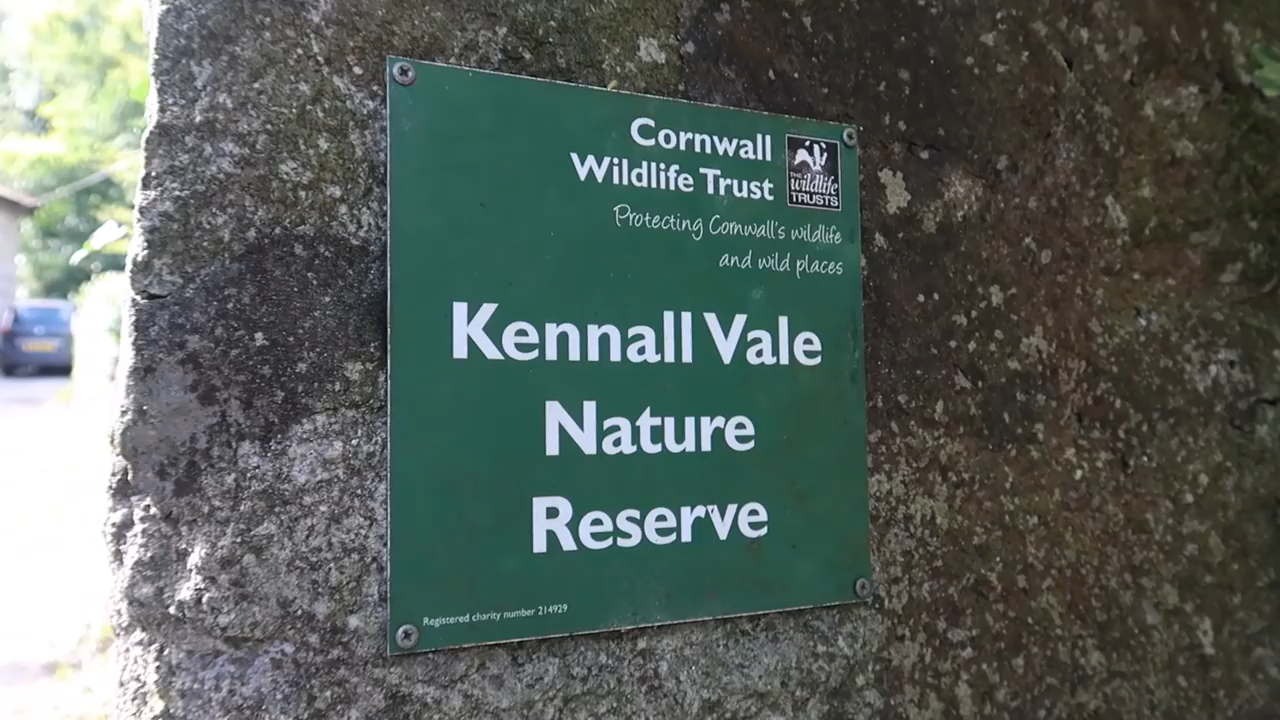 Cornwall
Wildlife Trust
THE
wildlife
TRUSTS
Protecting Cornwall's wildlife
and wild places
Kennall Vale
Nature
Reserve
Registered charity number 214929